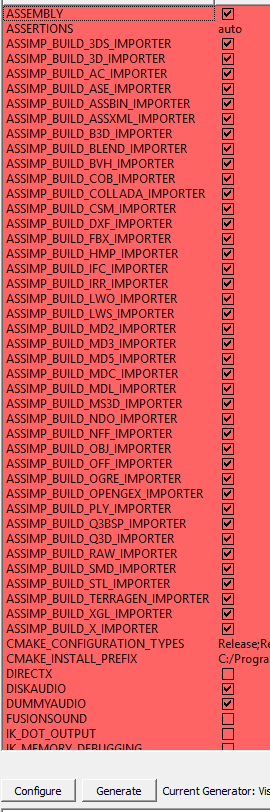 ASSEMBLY
ASSERTIONS auto
ASSIMP_BUILD_3DS_IMPORTER
ASSIMP_BUILD_3D_IMPORTER
ASSIMP_BUILD_AC_IMPORTER
ASSIMP_BUILD_ASE_IMPORTER
ASSIMP_BUILD_ASSBIN_IMPORTER
ASSIMP_BUILD_ASSXML_IMPORTER
ASSIMP_BUILD_B3D_IMPORTER
ASSIMP_BUILD_BLEND_IMPORTER
ASSIMP_BUILD_BVH_IMPORTER
ASSIMP_BUILD_COB_IMPORTER
ASSIMP_BUILD_COLLADA_IMPORTER
ASSIMP_BUILD_CSM_IMPORTER
ASSIMP_BUILD_DXF_IMPORTER
ASSIMP_BUILD_FBX_IMPORTER
ASSIMP_BUILD_HMP_IMPORTER
ASSIMP_BUILD_IFC_IMPORTER
ASSIMP_BUILD_IRR_IMPORTER
ASSIMP_BUILD_LWO_IMPORTER
ASSIMP_BUILD_LWS_IMPORTER
ASSIMP_BUILD_MD2_IMPORTER
ASSIMP_BUILD_MD3_IMPORTER
ASSIMP_BUILD_MD5_IMPORTER
ASSIMP_BUILD_MDC_IMPORTER
ASSIMP_BUILD_MDL_IMPORTER
ASSIMP_BUILD_MS3D_IMPORTER
ASSIMP_BUILD_NDO_IMPORTER
ASSIMP_BUILD_NFF_IMPORTER
ASSIMP_BUILD_OBJ_IMPORTER
ASSIMP_BUILD_OFF_IMPORTER
ASSIMP_BUILD_OGRE_IMPORTER
ASSIMP_BUILD_OPENGEX_IMPORTER
ASSIMP_BUILD_PLY_IMPORTER
ASSIMP_BUILD_Q3BSP_IMPORTER
ASSIMP_BUILD_Q3D_IMPORTER
ASSIMP_BUILD_RAW_IMPORTER
ASSIMP_BUILD_SMD_IMPORTER
ASSIMP_BUILD_STL_IMPORTER
ASSIMP_BUILD_TERRAGEN_IMPORTER
ASSIMP_BUILD_XGL_IMPORTER
ASSIMP_BUILD_X_IMPORTER
CMAKE_CONFIGURATION_TYPES Release;Re
CMAKE_INSTALL_PREFIX C:/Progra
DIRECTX
DISKAUDIO
DUMMYAUDIO
FUSIONSOUND
IK_DOT_OUTPUT
IK_MEMORY_DEBUGGING
Configure Generate Current Generator: Vis